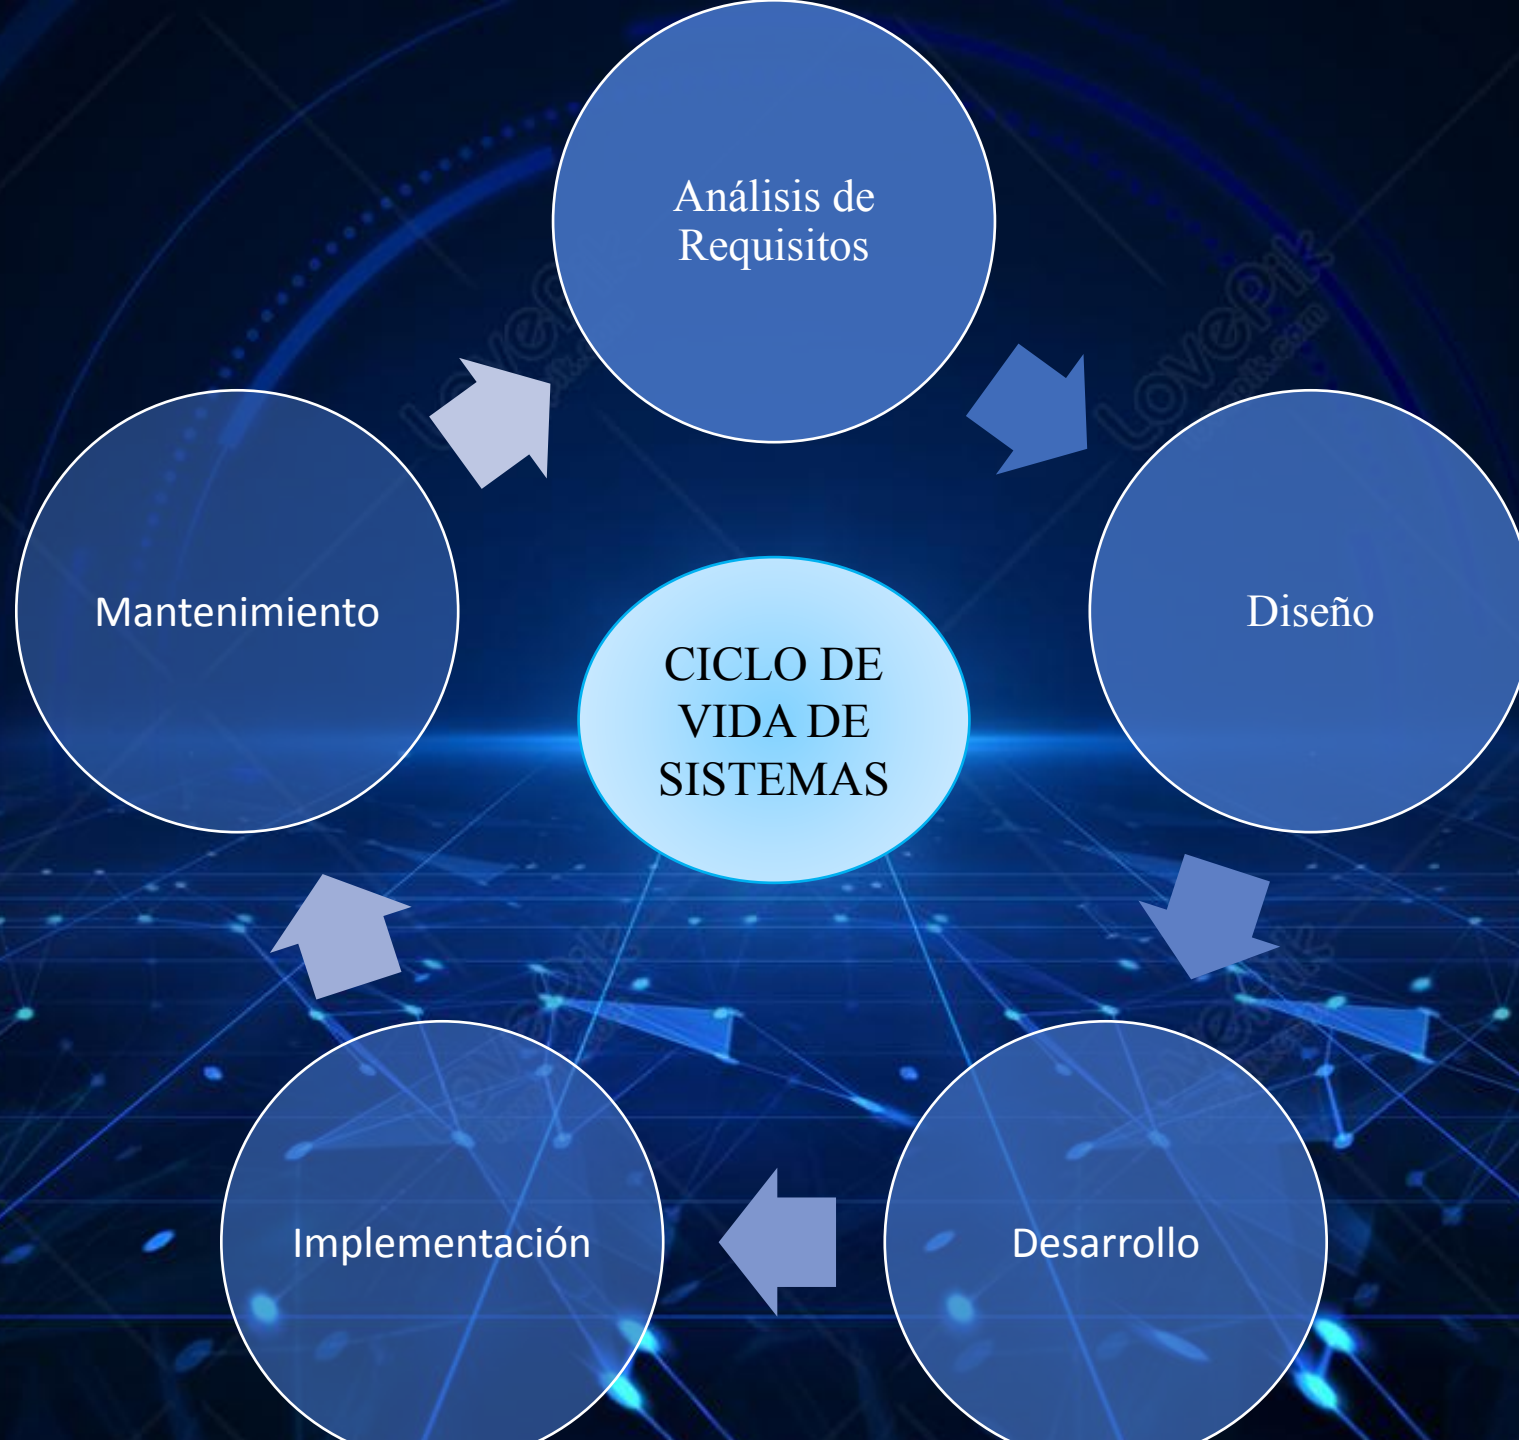 Análisis de
Requisitos
Diseño
Desarrollo
Implementación
Mantenimiento
CICLO DE
VIDA DE
SISTEMAS